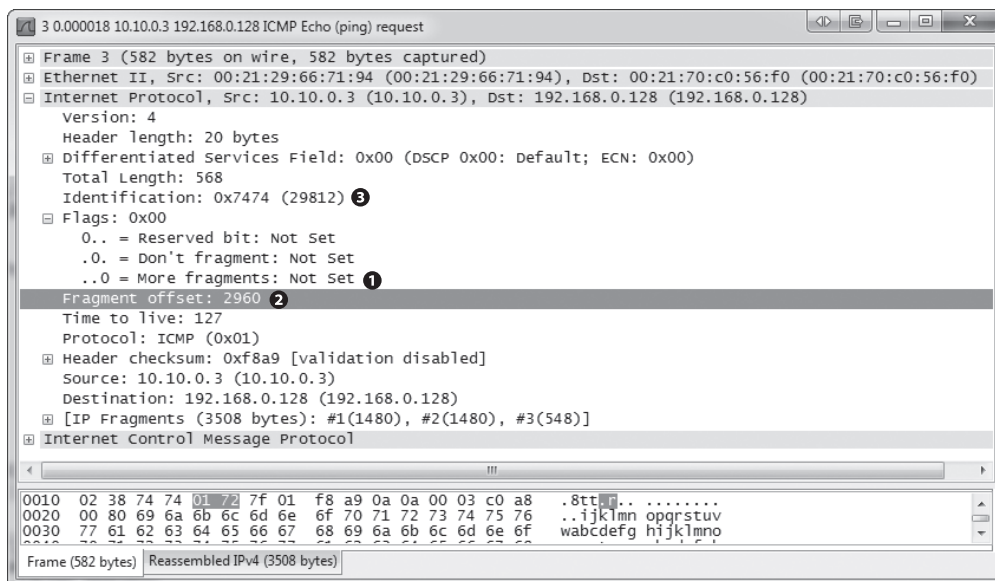 3 0.000018 10.10.0.3 192.168.0.128 ICMP Echo (ping) request
Frame 3 (582 bytes on wire, 582 bytes captured)
Ethernet II, Src: 00:21:29:66:71:94 (00:21:29:66:71:94), Dst: 00:21:70:c0:56:f0 (00:21:70:c0:56:f0)
Internet Protocol, Src: 10.10.0.3 (10.10.0.3), Dst: 192.168.0.128 (192.168.0.128)
Version: 4
Header length: 20 bytes
Differentiated Services Field: 0x00 (DSCP 0x00: Default; ECN: 0x00)
Total Length: 568
Identification: 0x7474 (29812) ❸
Flags: 0x00
0.. = Reserved bit: Not Set
.0. = Don't fragment: Not Set
..0 = More fragments: Not Set ❶
Fragment offset: 2960 ❷
Time to live: 127
Protocol: ICMP (0x01)
Header checksum: 0xf8a9 [validation disabled]
Source: 10.10.0.3 (10.10.0.3)
Destination: 192.168.0.128 (192.168.0.128)
[IP Fragments (3508 bytes): #1(1480), #2(1480), #3(548)]
Internet Control Message Protocol
0010 02 38 74 74 01 72 7f 01 f8 a9 0a 0a 00 03 c0 a8 .8tt.r.. ........
0020 00 80 69 6a 6b 6c 6d 6e 6f 70 71 72 73 74 75 76 ..ijklmn opqrstuv
0030 77 61 62 63 64 65 66 67 68 69 6a 6b 6c 6d 6e 6f wabcdefg hijklmno
Frame (582 bytes) Reassembled IPv4 (3508 bytes)